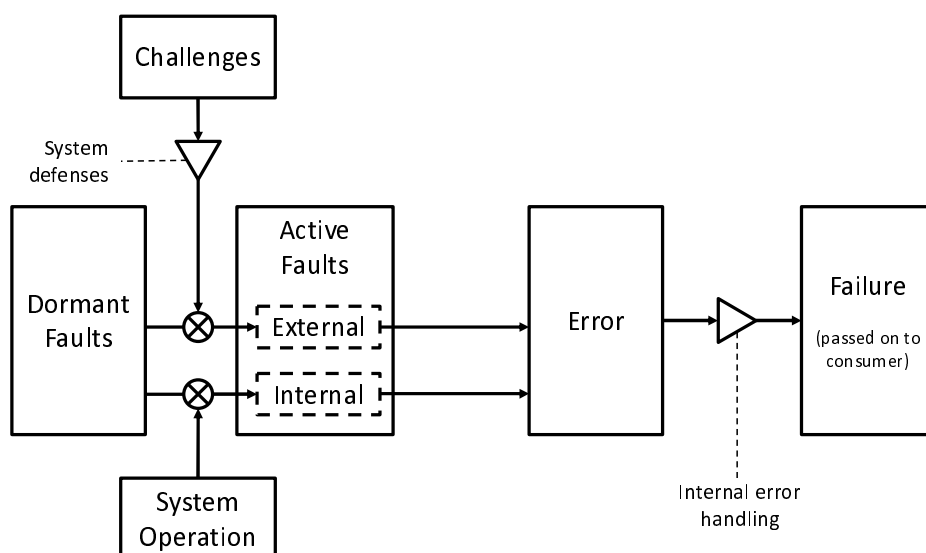 Challenges
System
defenses
Dormant
Faults
Active
Faults
External
Internal
Error
Failure
(passed on to
consumer)
System
Operation
Internal error
handling